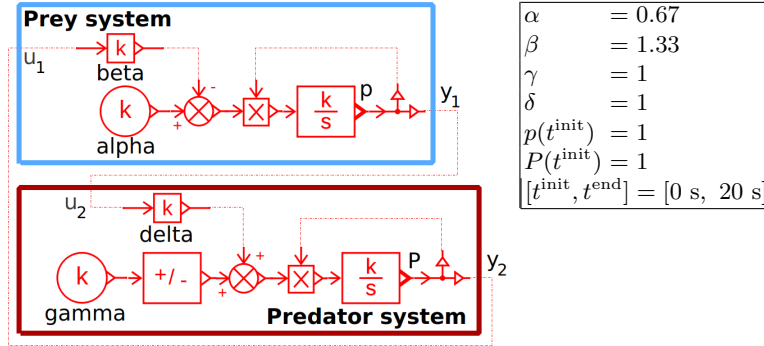 Prey system
u1
k
beta
-
k
alpha
+
X
k
s
p
y1
u2
k
delta
+
k
gamma
+/-
+
X
k
s
P
y2
Predator system
α = 0.67
β = 1.33
γ = 1
δ = 1
p(t^init) = 1
P(t^init) = 1
[t^init, t^end] = [0 s, 20 s]